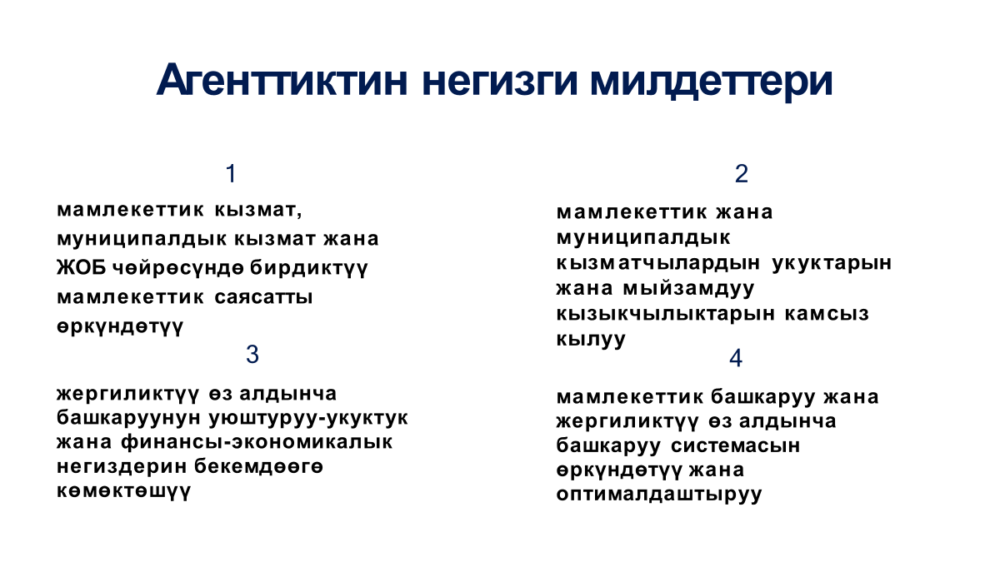 Агенттиктин негизги милдеттери
1
мамлекеттик кызмат,
муниципалдык кызмат жана
ЖОБ чөйрөсүндө бирдиктүү
мамлекеттик саясатты
өркүндөтүү
2
мамлекеттик жана
муниципалдык
кызматчылардын укуктарын
жана мыйзамдуу
кызыкчылыктарын камсыз
кылуу
3
жергиликтүү өз алдынча
башкаруунун уюштуруу-укуктук
жана финансы-экономикалык
негиздерин бекемдөөгө
көмөктөшүү
4
мамлекеттик башкаруу жана
жергиликтүү өз алдынча
башкаруу системасын
өркүндөтүү жана
оптималдаштыруу